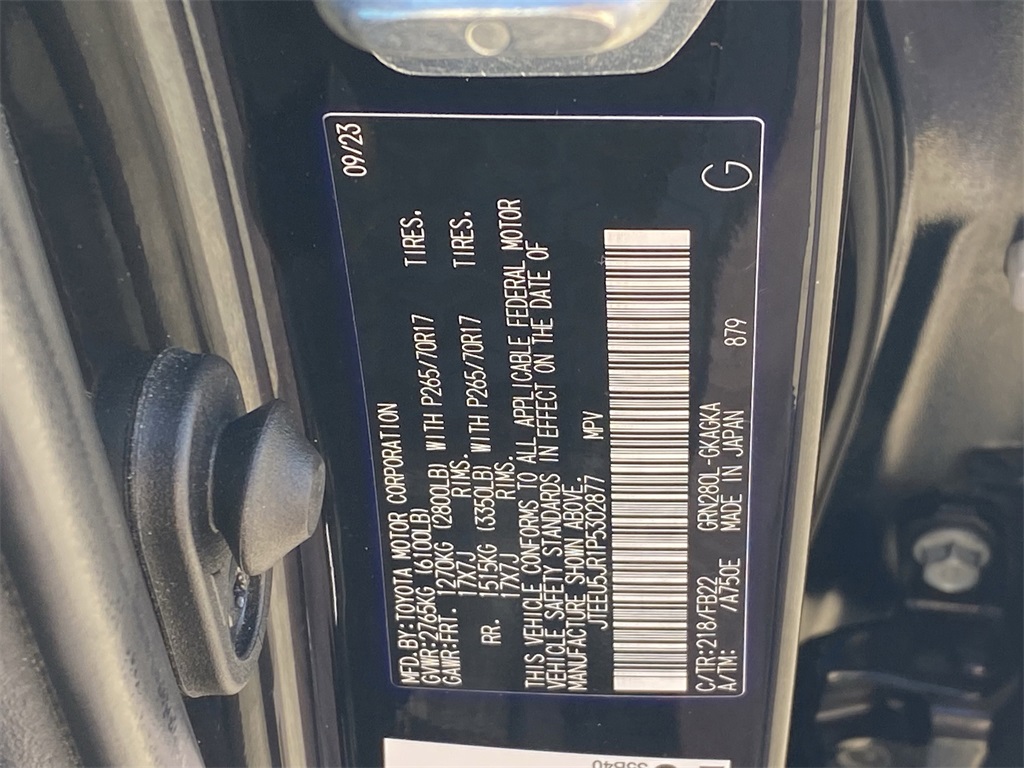 09/23
MFD.BY:TOYOTA MOTOR CORPORATION
GVWR:2765KG (6100LB)
GAWR:FRT. 1270KG (2800LB) WITH P265/70R17 TIRES.
17X7J RIMS.
RR. 1515KG (3350LB) WITH P265/70R17 TIRES.
17X7J RIMS.
THIS VEHICLE CONFORMS TO ALL APPLICABLE FEDERAL MOTOR
VEHICLE SAFETY STANDARDS IN EFFECT ON THE DATE OF
MANUFACTURE SHOWN ABOVE.
JTEEU5JR1P5302877 MPV
C/TR:218/FB22 GRN280L-GKAGKA 879
A/TM: /A750E MADE IN JAPAN
G
35B40